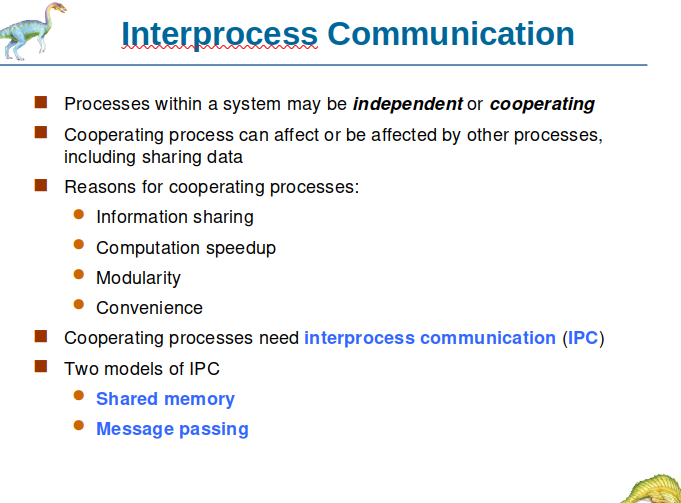 Interprocess Communication
Processes within a system may be independent or cooperating
Cooperating process can affect or be affected by other processes,
including sharing data
Reasons for cooperating processes:
Information sharing
Computation speedup
Modularity
Convenience
Cooperating processes need interprocess communication (IPC)
Two models of IPC
Shared memory
Message passing